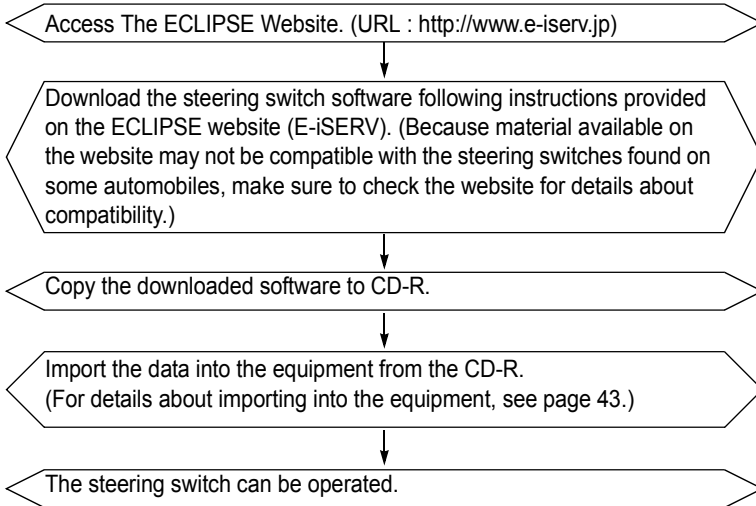 Access The ECLIPSE Website. (URL : http://www.e-iserv.jp)
Download the steering switch software following instructions provided
on the ECLIPSE website (E-iSERV). (Because material available on
the website may not be compatible with the steering switches found on
some automobiles, make sure to check the website for details about
compatibility.)
Copy the downloaded software to CD-R.
Import the data into the equipment from the CD-R.
(For details about importing into the equipment, see page 43.)
The steering switch can be operated.